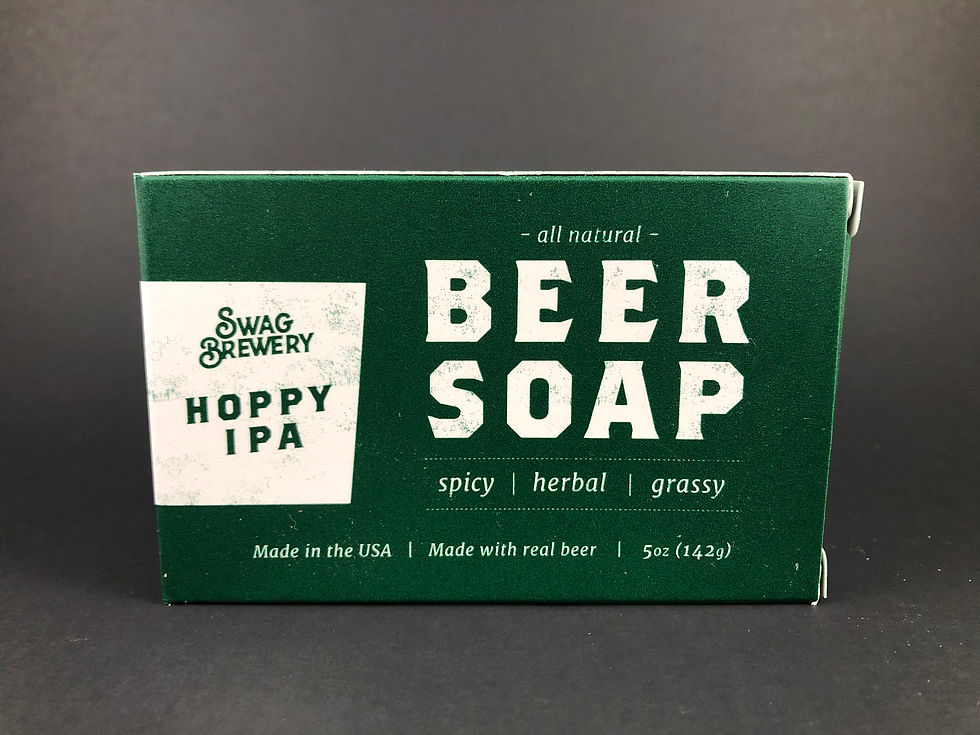 - all natural -
BEER
SOAP
SWAG
BREWERY
HOPPY
IPA
spicy | herbal | grassy
Made in the USA | Made with real beer | 5oz (142g)